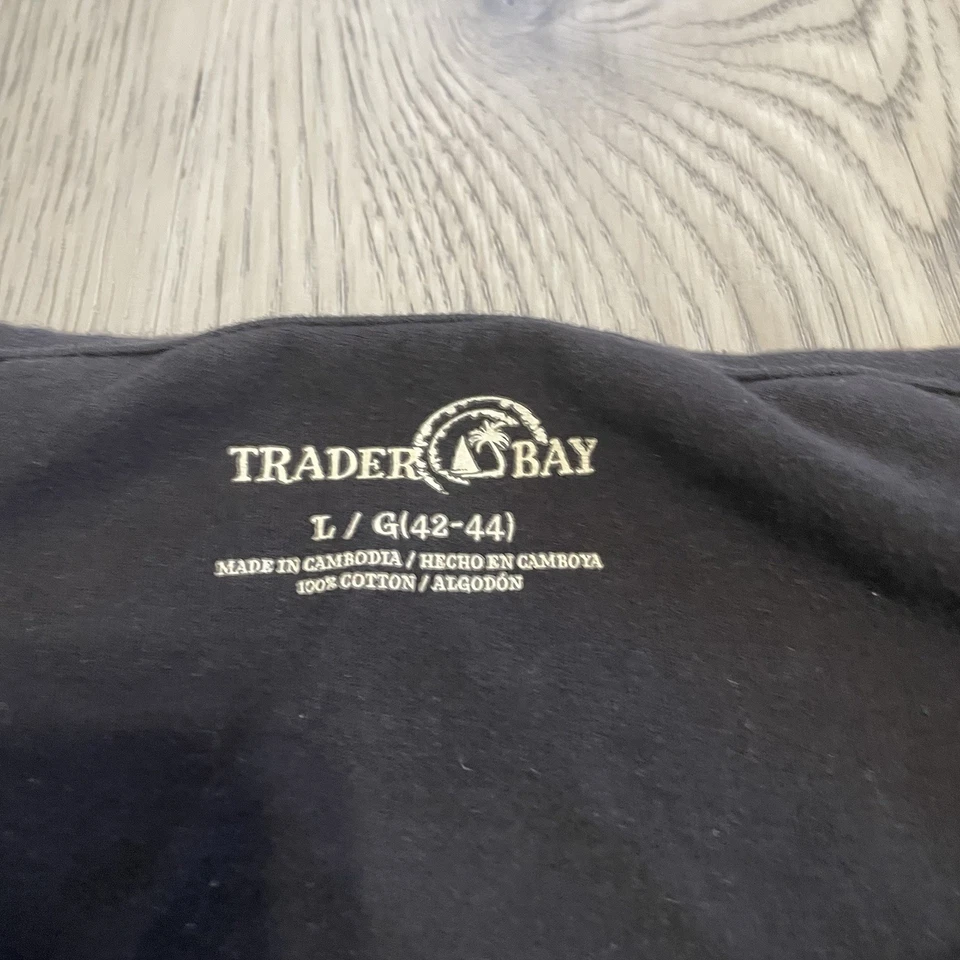 TRADER BAY
L / G(42-44)
MADE IN CAMBODIA / HECHO EN CAMBOYA
100% COTTON / ALGODÓN